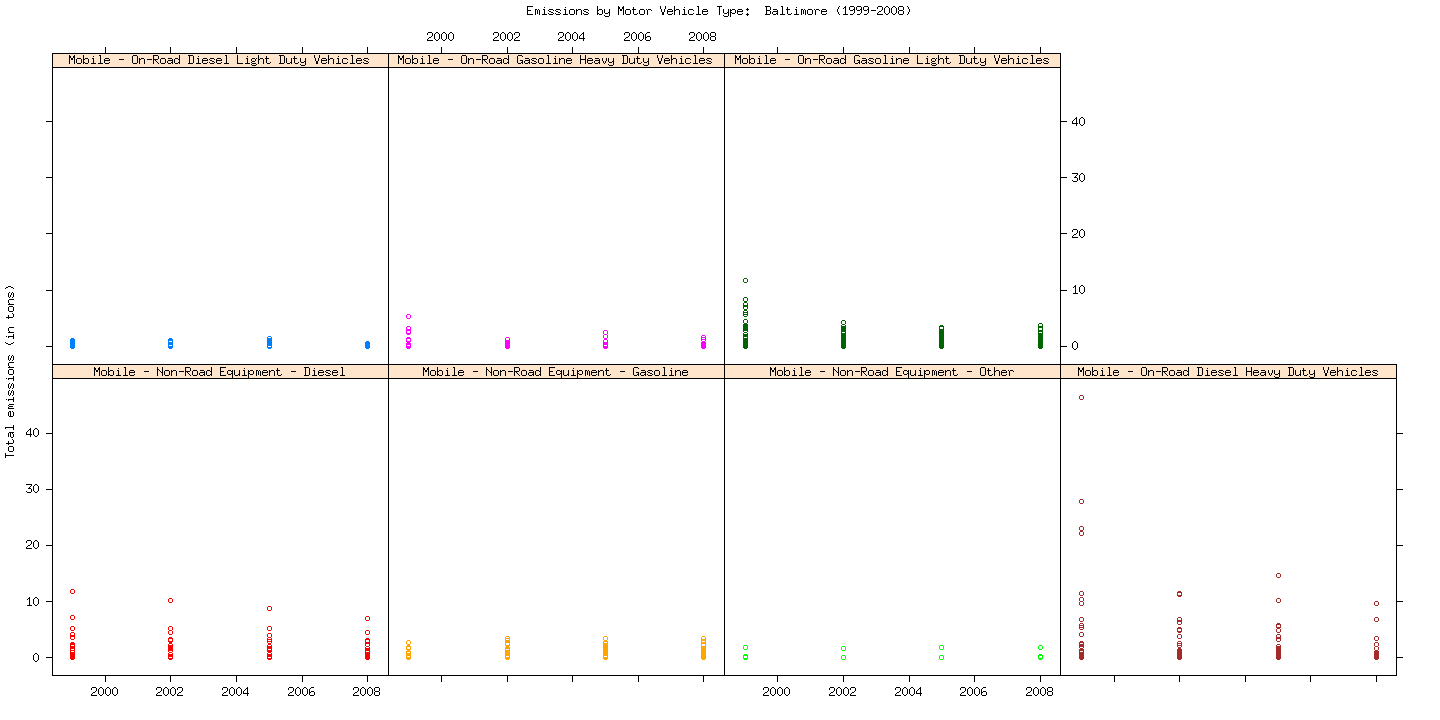 Emissions by Motor Vehicle Type:  Baltimore (1999-2008)
2000 2002 2004 2006 2008
Mobile - On-Road Diesel Light Duty Vehicles
Mobile - On-Road Gasoline Heavy Duty Vehicles
Mobile - On-Road Gasoline Light Duty Vehicles
40
30
20
10
0
Total emissions (in tons)
Mobile - Non-Road Equipment - Diesel
Mobile - Non-Road Equipment - Gasoline
Mobile - Non-Road Equipment - Other
Mobile - On-Road Diesel Heavy Duty Vehicles
40
30
20
10
0
2000 2002 2004 2006 2008
2000 2002 2004 2006 2008